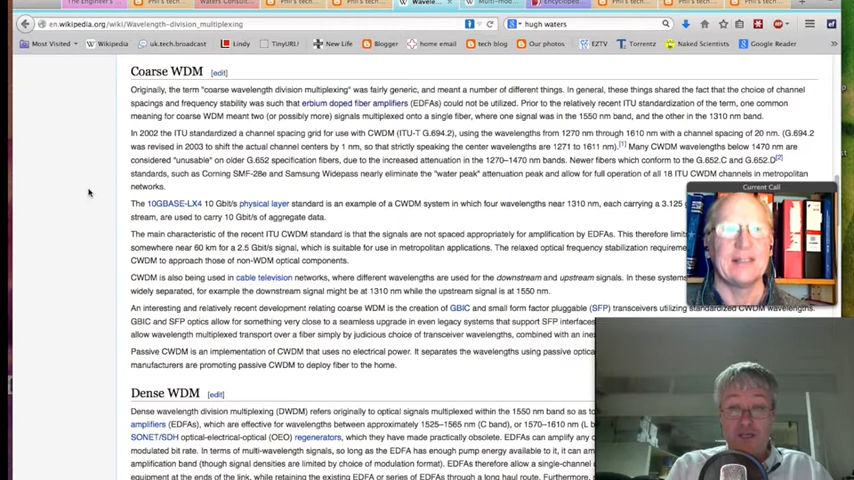 The Engineer's ... Phil's tech ... Waters Consult... Phil's tech ... Phil's tech ... Wavele... Multi-mod... Encyclop... Phil's tech ... Phil's tech ... Phil's tech
en.wikipedia.org/wiki/Wavelength-division_multiplexing hugh waters
Most Visited Wikipedia uk.tech.broadcast Lindy TinyURL! New Life Blogger home email tech blog Our photos EZTV Torrentz Naked Scientists Google Reader
Coarse WDM [edit]
Originally, the term "coarse wavelength division multiplexing" was fairly generic, and meant a number of different things. In general, these things shared the fact that the choice of channel
spacings and frequency stability was such that erbium doped fiber amplifiers (EDFAs) could not be utilized. Prior to the relatively recent ITU standardization of the term, one common
meaning for coarse WDM meant two (or possibly more) signals multiplexed onto a single fiber, where one signal was in the 1550 nm band, and the other in the 1310 nm band.
In 2002 the ITU standardized a channel spacing grid for use with CWDM (ITU-T G.694.2), using the wavelengths from 1270 nm through 1610 nm with a channel spacing of 20 nm. (G.694.2
was revised in 2003 to shift the actual channel centers by 1 nm, so that strictly speaking the center wavelengths are 1271 to 1611 nm).[1] Many CWDM wavelengths below 1470 nm are
considered "unusable" on older G.652 specification fibers, due to the increased attenuation in the 1270–1470 nm bands. Newer fibers which conform to the G.652.C and G.652.D[2]
standards, such as Corning SMF-28e and Samsung Widepass nearly eliminate the "water peak" attenuation peak and allow for full operation of all 18 ITU CWDM channels in metropolitan
networks.
Current Call
The 10GBASE-LX4 10 Gbit/s physical layer standard is an example of a CWDM system in which four wavelengths near 1310 nm, each carrying a 3.125
stream, are used to carry 10 Gbit/s of aggregate data.
The main characteristic of the recent ITU CWDM standard is that the signals are not spaced appropriately for amplification by EDFAs. This therefore
somewhere near 60 km for a 2.5 Gbit/s signal, which is suitable for use in metropolitan applications. The relaxed optical frequency stabilization requireme
CWDM to approach those of non-WDM optical components.
CWDM is also being used in cable television networks, where different wavelengths are used for the downstream and upstream signals. In these systems
widely separated, for example the downstream signal might be at 1310 nm while the upstream signal is at 1550 nm.
An interesting and relatively recent development relating coarse WDM is the creation of GBIC and small form factor pluggable (SFP) transceivers utilizing standardized CWDM wavelengths.
GBIC and SFP optics allow for something very close to a seamless upgrade in even legacy systems that support SFP interfaces
allow wavelength multiplexed transport over a fiber simply by judicious choice of transceiver wavelengths, combined with an inex
Passive CWDM is an implementation of CWDM that uses no electrical power. It separates the wavelengths using passive optica
manufacturers are promoting passive CWDM to deploy fiber to the home.
Dense WDM [edit]
Dense wavelength division multiplexing (DWDM) refers originally to optical signals multiplexed within the 1550 nm band so as to
amplifiers (EDFAs), which are effective for wavelengths between approximately 1525–1565 nm (C band), or 1570–1610 nm (L b
SONET/SDH optical-electrical-optical (OEO) regenerators, which they have made practically obsolete. EDFAs can amplify any o
modulated bit rate. In terms of multi-wavelength signals, so long as the EDFA has enough pump energy available to it, it can am
amplification band (though signal densities are limited by choice of modulation format). EDFAs therefore allow a single-channel o
equipment at the ends of the link, while retaining the existing EDFA or series of EDFAs through a long haul route. Furthermore,